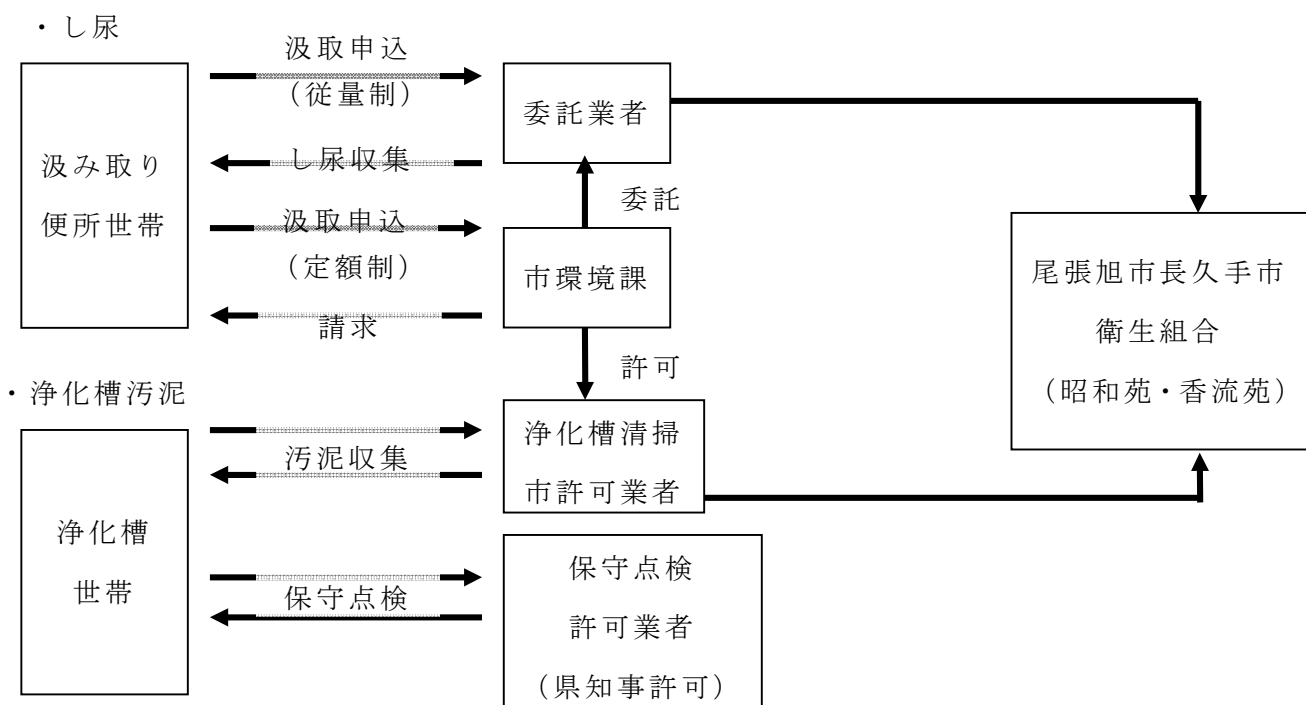 ・し尿
汲取申込
（従量制）
委託業者
し尿収集
汲み取り
便所世帯
委託
汲取申込
（定額制）
市環境課
請求
許可
尾張旭市長久手市
衛生組合
（昭和苑・香流苑）
・浄化槽汚泥
汚泥収集
浄化槽清掃
市許可業者
浄化槽
世帯
保守点検
保守点検
許可業者
（県知事許可）